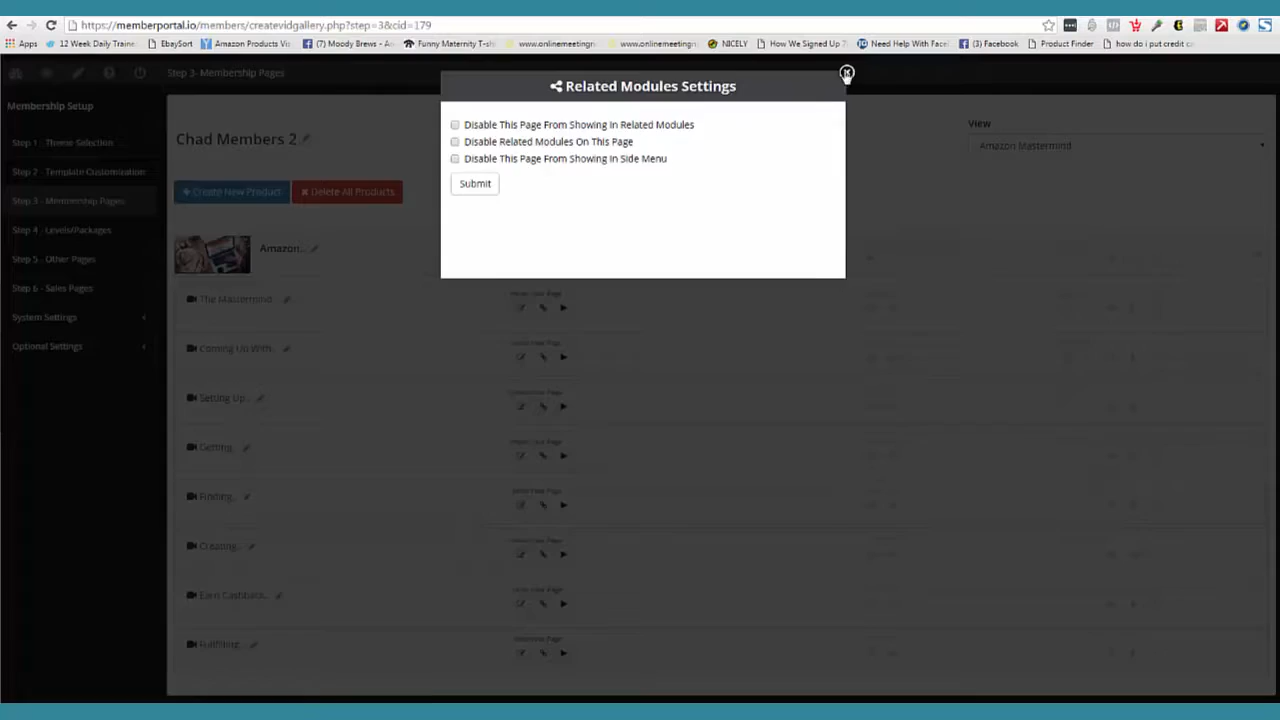 https://memberportal.io/members/createvidgallery.php?step=3&cid=179
Apps 12 Week Daily Traine EbaySort Amazon Products Vi (7) Moody Brews - Am Funny Maternity T-sh www.onlinemeetingn www.onlinemeetingn NICELY How We Signed Up 7 Need Help With Face (3) Facebook Product Finder how do i put credit c
Step 3- Membership Pages
Related Modules Settings
Membership Setup
Disable This Page From Showing In Related Modules
Disable Related Modules On This Page
Disable This Page From Showing In Side Menu
Submit
View
Amazon Mastermind
Chad Members 2
Step 1 - Theme Selection
Step 2 - Template Customization
Step 3 - Membership Pages
Step 4 - Levels/Packages
Step 5 - Other Pages
Step 6 - Sales Pages
System Settings
Optional Settings
Create New Product
Delete All Products
Amazon..
The Mastermind
Coming Up With..
Setting Up..
Getting..
Finding..
Creating..
Earn Cashback..
Fulfilling..